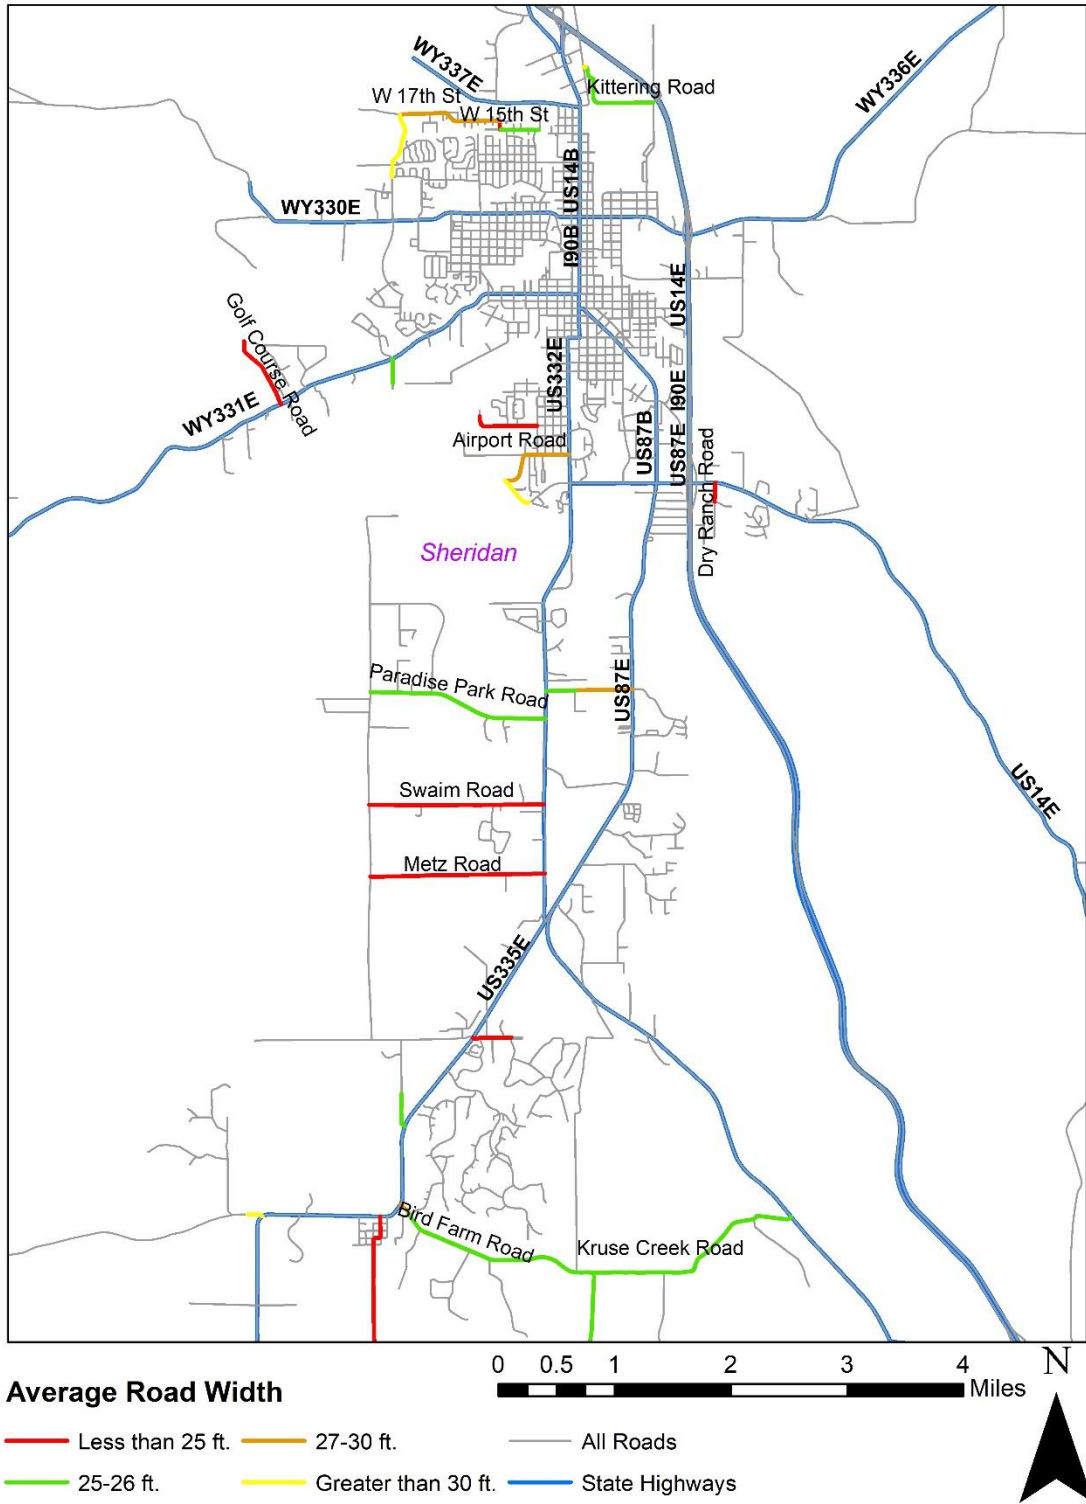 WY337E
Kittering Road
WY336E
W 17th St
W 15th St
US14B
WY330E
I90B
US14E
Golf Course Road
US332E
I90E
WY331E
Airport Road
US87B
US87E
Dry Ranch Road
Sheridan
Paradise Park Road
US87E
Swaim Road
US14E
Metz Road
US335E
Bird Farm Road
Kruse Creek Road
0 0.5 1 2 3 4
Miles
N
Average Road Width
Less than 25 ft.
27-30 ft.
All Roads
25-26 ft.
Greater than 30 ft.
State Highways